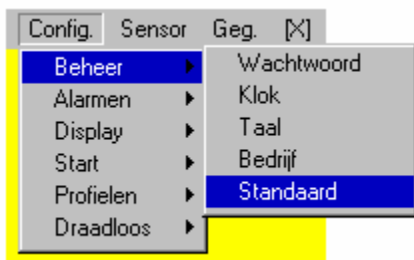 Config. Sensor Geg. [X]
Beheer
Alarmen
Display
Start
Profielen
Draadloos
Wachtwoord
Klok
Taal
Bedrijf
Standaard